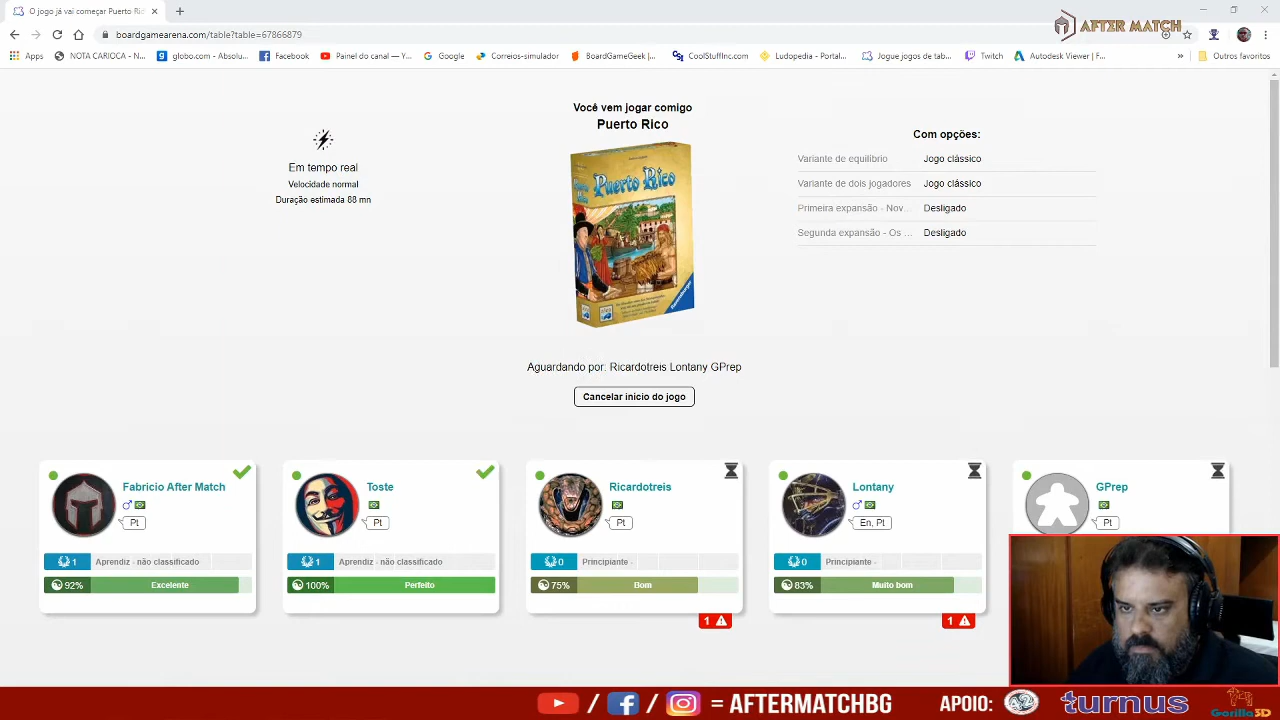 O jogo já vai começar Puerto Ric
AFTER MATCH
boardgamearena.com/table?table=67866879
Apps NOTA CARIOCA - N... globo.com - Absolu... Facebook Painel do canal — Y... Google Correios-simulador BoardGameGeek |... CoolStuffInc.com Ludopedia - Portal... Jogue jogos de tab... Twitch Autodesk Viewer | F... » Outros favoritos
Você vem jogar comigo
Puerto Rico
Em tempo real
Velocidade normal
Duração estimada 88 mn
Puerto Rico
Ravensburger
Com opções:
Variante de equilíbrio Jogo clássico
Variante de dois jogadores Jogo clássico
Primeira expansão - Nov... Desligado
Segunda expansão - Os ... Desligado
Aguardando por: Ricardotreis Lontany GPrep
Cancelar início do jogo
Fabricio After Match
Pt
1 Aprendiz - não classificado
92% Excelente
Toste
Pt
1 Aprendiz - não classificado
100% Perfeito
Ricardotreis
Pt
0 Principiante -
75% Bom
1
Lontany
En, Pt
0 Principiante -
83% Muito bom
1
GPrep
Pt
/ / = AFTERMATCHBG APOIO: A2 turnus Gorilla3D